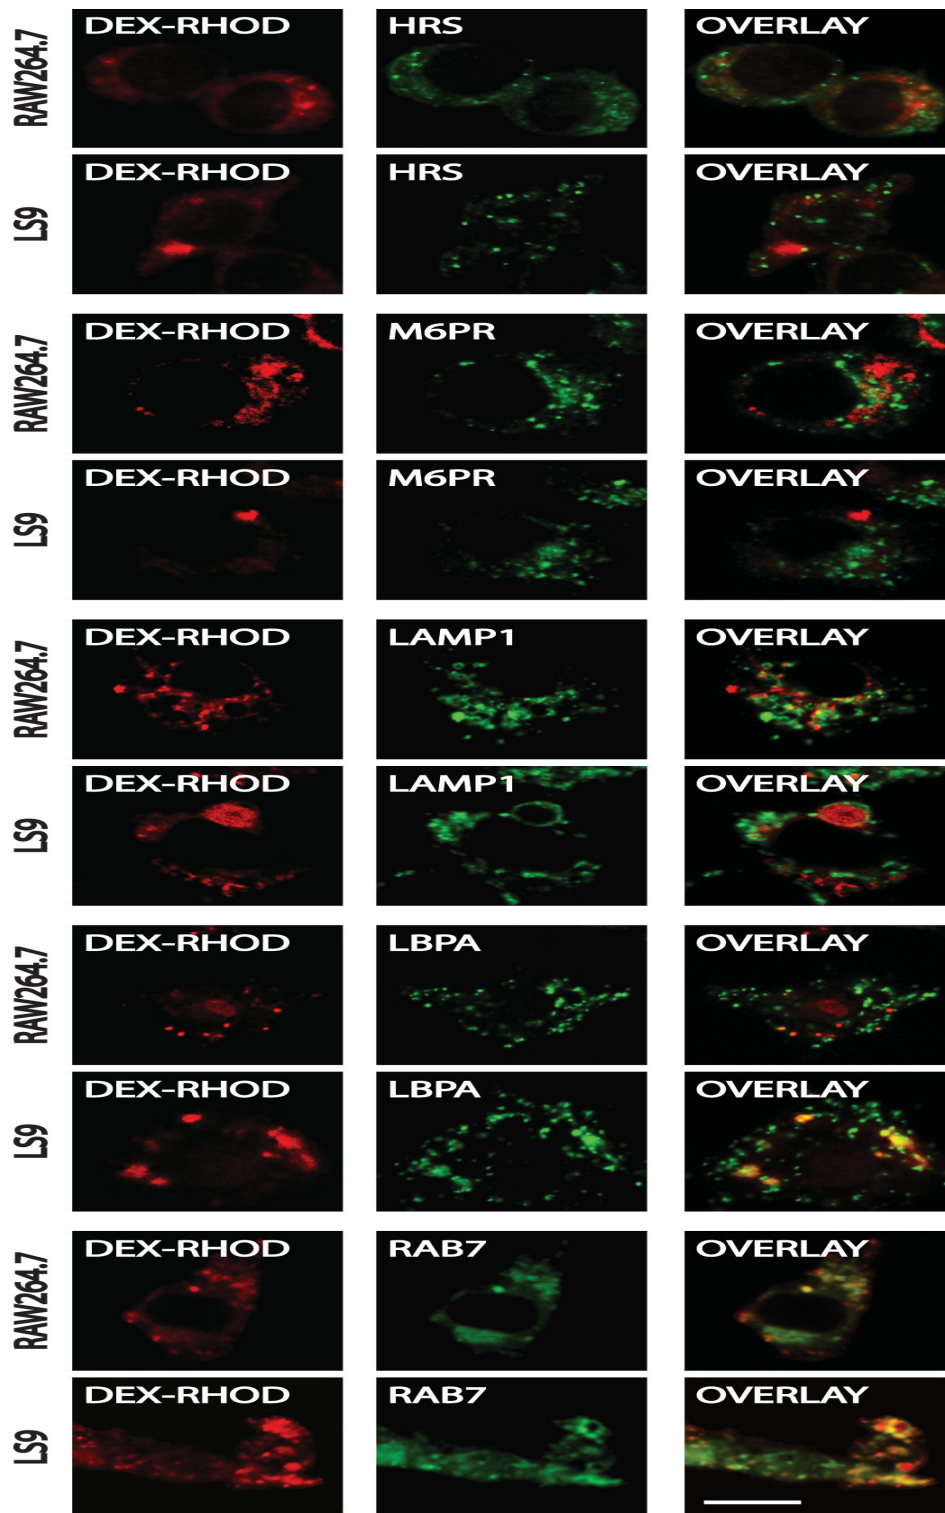 RAW264.7
DEX-RHOD HRS OVERLAY
LS9
DEX-RHOD HRS OVERLAY
RAW264.7
DEX-RHOD M6PR OVERLAY
LS9
DEX-RHOD M6PR OVERLAY
RAW264.7
DEX-RHOD LAMP1 OVERLAY
LS9
DEX-RHOD LAMP1 OVERLAY
RAW264.7
DEX-RHOD LBPA OVERLAY
LS9
DEX-RHOD LBPA OVERLAY
RAW264.7
DEX-RHOD RAB7 OVERLAY
LS9
DEX-RHOD RAB7 OVERLAY